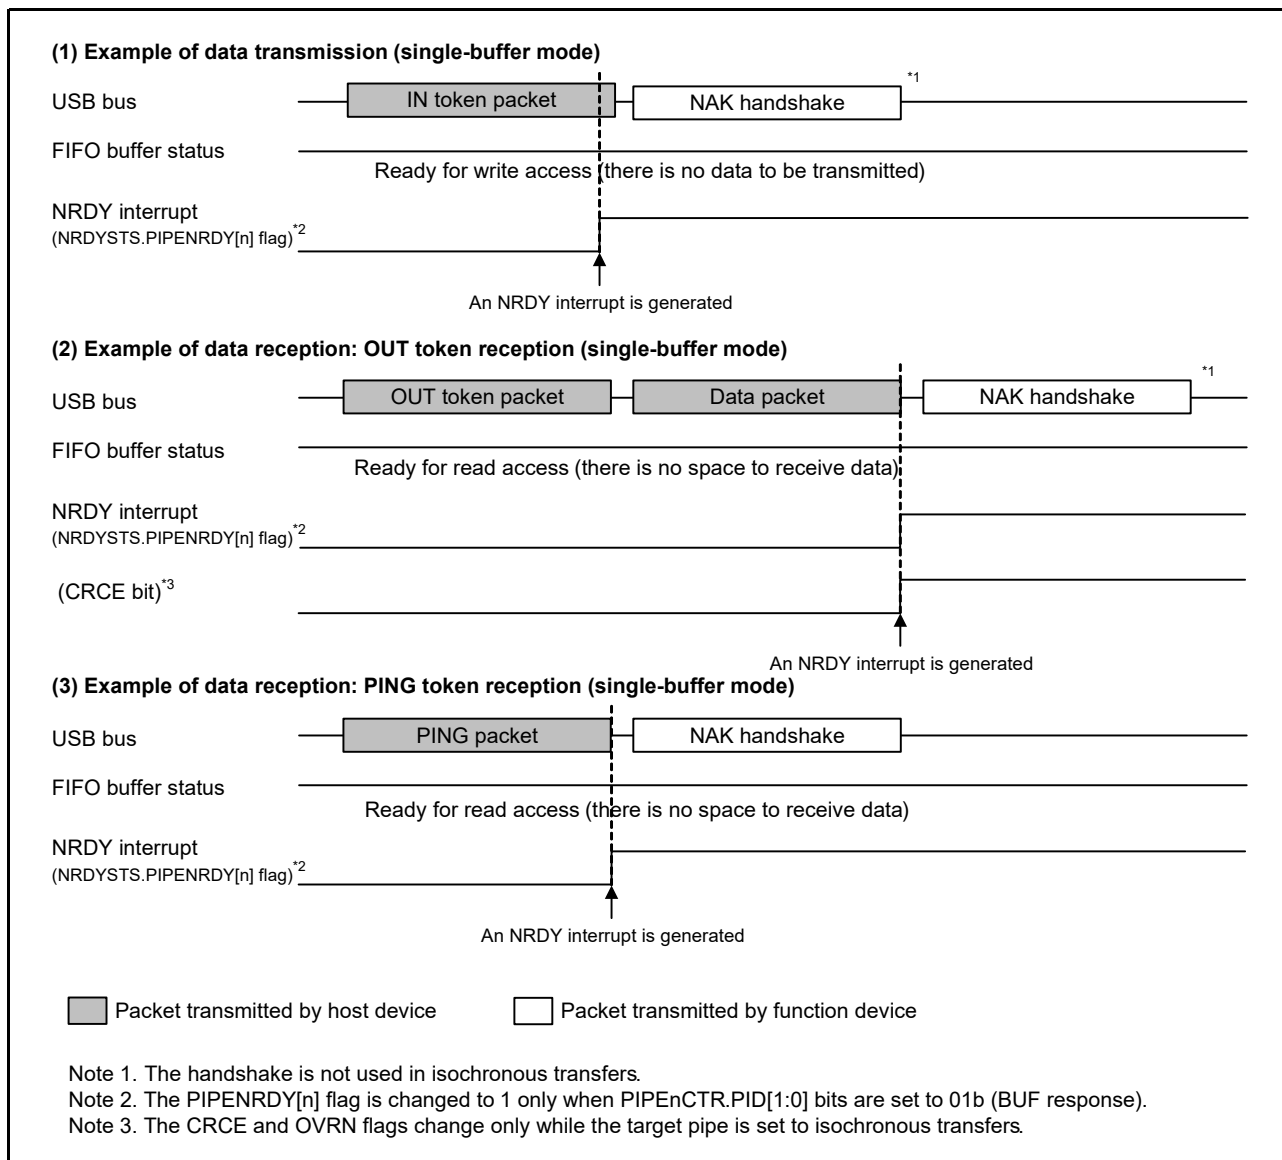 (1) Example of data transmission (single-buffer mode)
USB bus
IN token packet
NAK handshake
*1
FIFO buffer status
Ready for write access (there is no data to be transmitted)
NRDY interrupt
(NRDYSTS.PIPENRDY[n] flag)*2
An NRDY interrupt is generated
(2) Example of data reception: OUT token reception (single-buffer mode)
USB bus
OUT token packet
Data packet
NAK handshake
*1
FIFO buffer status
Ready for read access (there is no space to receive data)
NRDY interrupt
(NRDYSTS.PIPENRDY[n] flag)*2
(CRCE bit)*3
An NRDY interrupt is generated
(3) Example of data reception: PING token reception (single-buffer mode)
USB bus
PING packet
NAK handshake
FIFO buffer status
Ready for read access (there is no space to receive data)
NRDY interrupt
(NRDYSTS.PIPENRDY[n] flag)*2
An NRDY interrupt is generated
Packet transmitted by host device
Packet transmitted by function device
Note 1. The handshake is not used in isochronous transfers.
Note 2. The PIPENRDY[n] flag is changed to 1 only when PIPEnCTR.PID[1:0] bits are set to 01b (BUF response).
Note 3. The CRCE and OVRN flags change only while the target pipe is set to isochronous transfers.